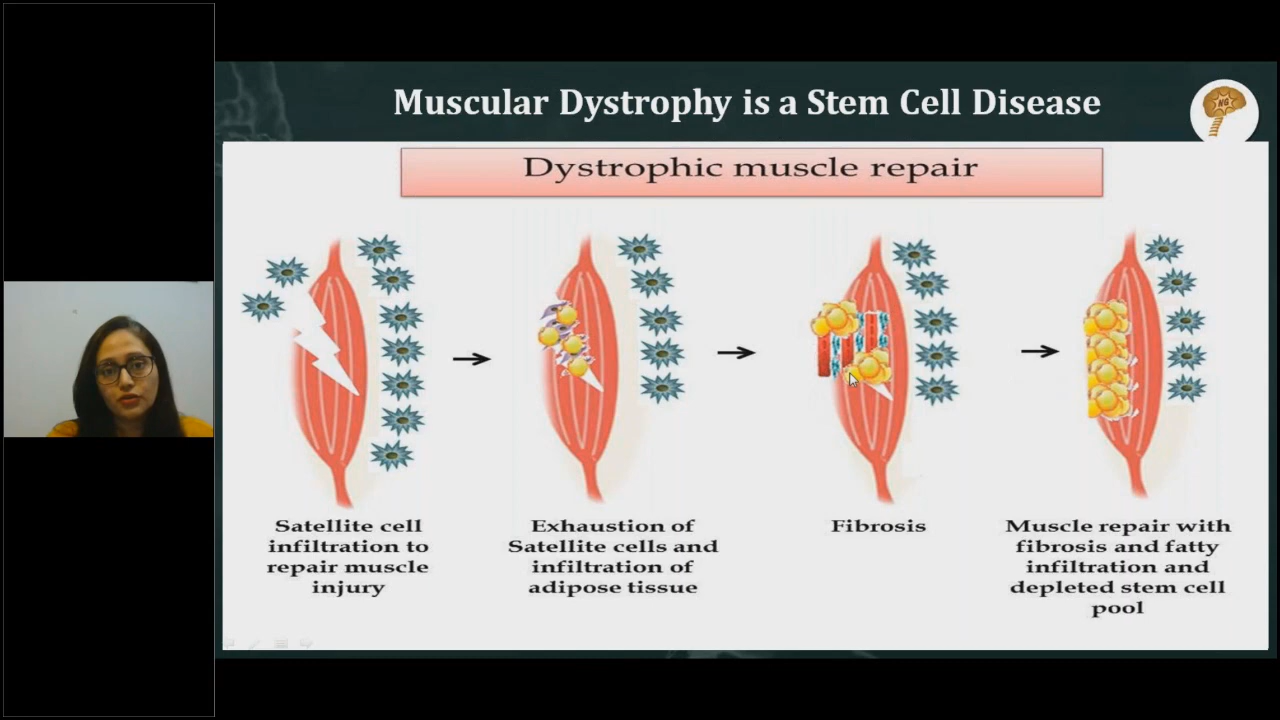 Muscular Dystrophy is a Stem Cell Disease
NG
Dystrophic muscle repair
Satellite cell
infiltration to
repair muscle
injury
Exhaustion of
Satellite cells and
infiltration of
adipose tissue
Fibrosis
Muscle repair with
fibrosis and fatty
infiltration and
depleted stem cell
pool